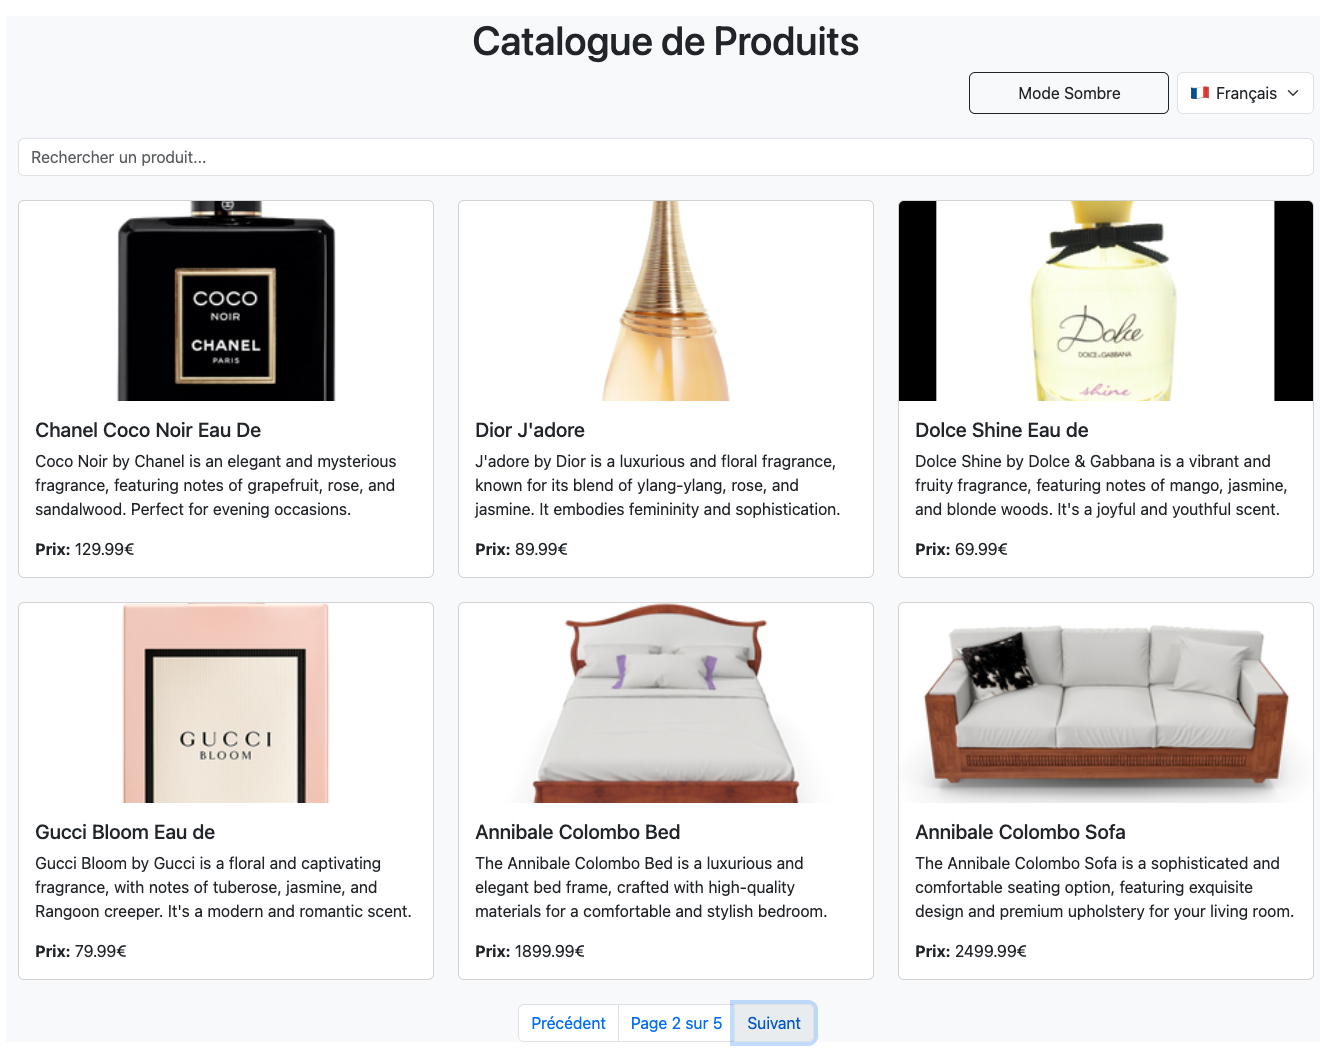 Catalogue de Produits
Mode Sombre
Français
Rechercher un produit...
COCO
NOIR
CHANEL
PARIS
Dolce
DOLCE & GABBANA
shine
Chanel Coco Noir Eau De
Coco Noir by Chanel is an elegant and mysterious
fragrance, featuring notes of grapefruit, rose, and
sandalwood. Perfect for evening occasions.
Prix: 129.99€
Dior J'adore
J'adore by Dior is a luxurious and floral fragrance,
known for its blend of ylang-ylang, rose, and
jasmine. It embodies femininity and sophistication.
Prix: 89.99€
Dolce Shine Eau de
Dolce Shine by Dolce & Gabbana is a vibrant and
fruity fragrance, featuring notes of mango, jasmine,
and blonde woods. It's a joyful and youthful scent.
Prix: 69.99€
GUCCI
BLOOM
Gucci Bloom Eau de
Gucci Bloom by Gucci is a floral and captivating
fragrance, with notes of tuberose, jasmine, and
Rangoon creeper. It's a modern and romantic scent.
Prix: 79.99€
Annibale Colombo Bed
The Annibale Colombo Bed is a luxurious and
elegant bed frame, crafted with high-quality
materials for a comfortable and stylish bedroom.
Prix: 1899.99€
Annibale Colombo Sofa
The Annibale Colombo Sofa is a sophisticated and
comfortable seating option, featuring exquisite
design and premium upholstery for your living room.
Prix: 2499.99€
Précédent
Page 2 sur 5
Suivant